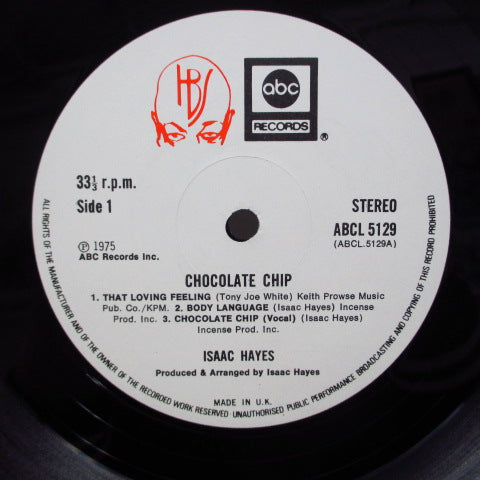 HBS
abc
RECORDS
®
33⅓ r.p.m.
Side 1
STEREO
ABCL 5129
(ABCL.5129A)
Ⓟ 1975
ABC Records Inc.
CHOCOLATE CHIP
1. THAT LOVING FEELING (Tony Joe White) Keith Prowse Music
Pub. Co./KPM. 2. BODY LANGUAGE (Isaac Hayes) Incense
Prod. Inc. 3. CHOCOLATE CHIP (Vocal) (Isaac Hayes)
Incense Prod. Inc.
ISAAC HAYES
Produced & Arranged by Isaac Hayes
MADE IN U.K.
ALL RIGHTS OF THE MANUFACTURER AND OF THE OWNER OF THE RECORDED WORK RESERVED · UNAUTHORISED PUBLIC PERFORMANCE BROADCASTING AND COPYING OF THIS RECORD PROHIBITED